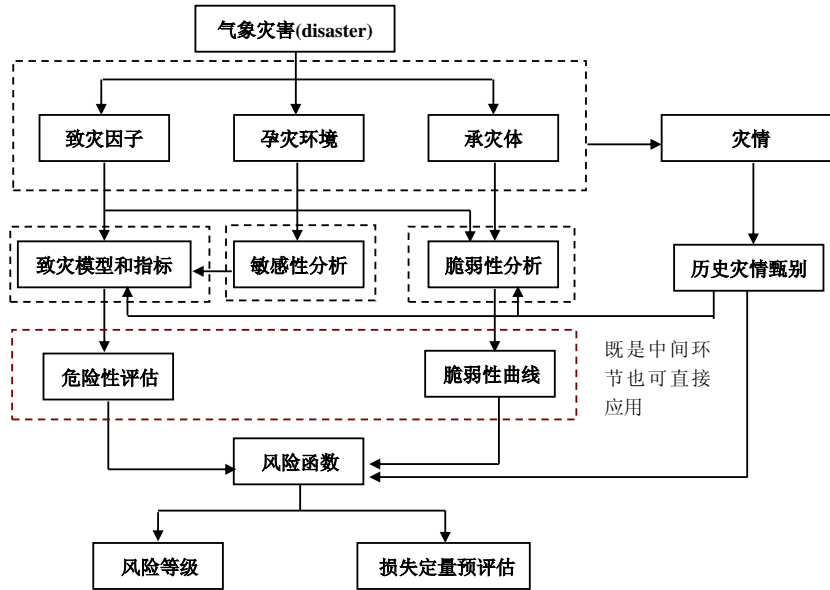 气象灾害(disaster)
致灾因子
孕灾环境
承灾体
灾情
致灾模型和指标
敏感性分析
脆弱性分析
历史灾情甄别
危险性评估
脆弱性曲线
既是中间环
节也可直接
应用
风险函数
风险等级
损失定量预评估